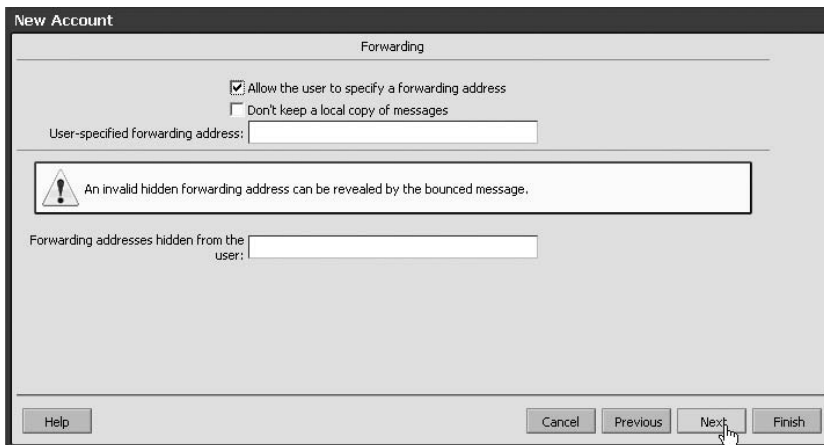 New Account
Forwarding
Allow the user to specify a forwarding address
Don't keep a local copy of messages
User-specified forwarding address:
An invalid hidden forwarding address can be revealed by the bounced message.
Forwarding addresses hidden from the
user:
Help
Cancel
Previous
Next
Finish